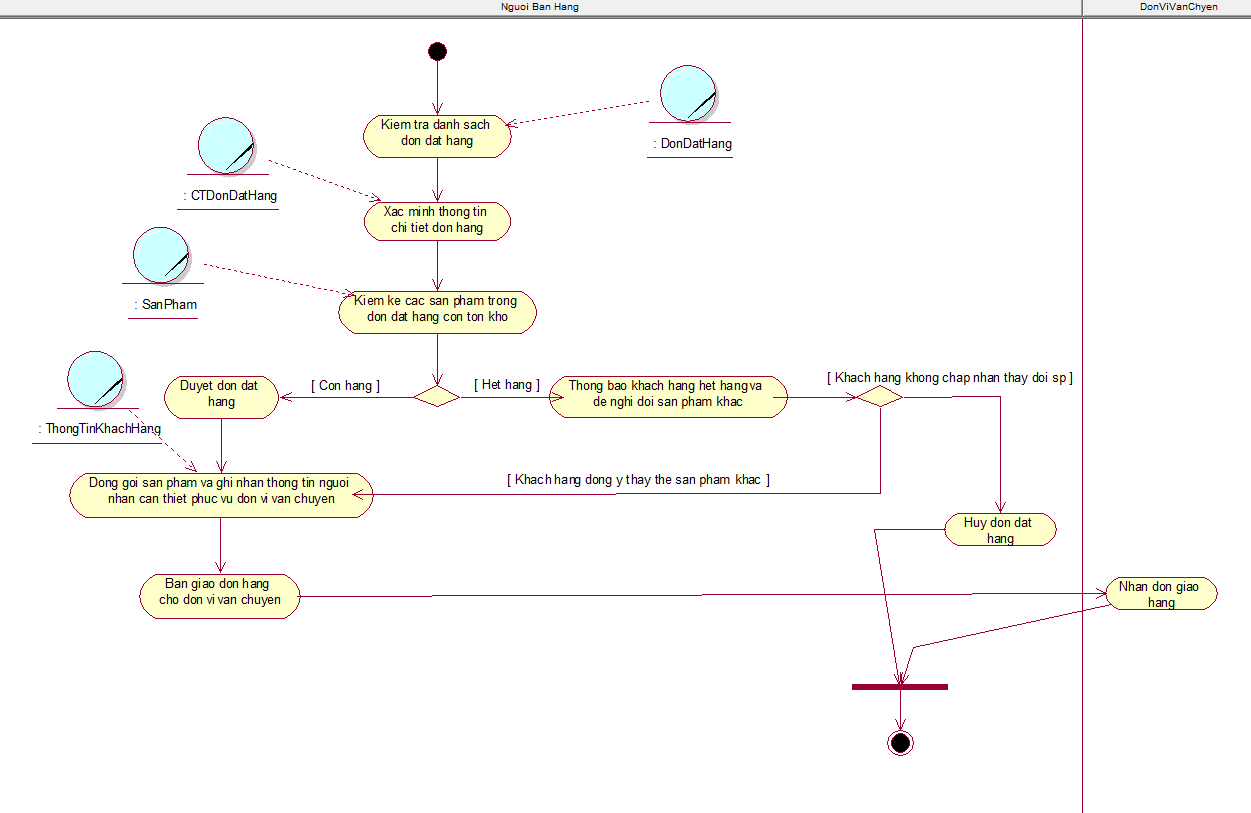 Nguoi Ban Hang
DonViVanChyen
Kiem tra danh sach
don dat hang
: DonDatHang
: CTDonDatHang
Xac minh thong tin
chi tiet don hang
: SanPham
Kiem ke cac san pham trong
don dat hang con ton kho
: ThongTinKhachHang
Duyet don dat
hang
[ Con hang ]
[ Het hang ]
Thong bao khach hang het hang va
de nghi doi san pham khac
[ Khach hang khong chap nhan thay doi sp ]
Dong goi san pham va ghi nhan thong tin nguoi
nhan can thiet phuc vu don vi van chuyen
[ Khach hang dong y thay the san pham khac ]
Huy don dat
hang
Ban giao don hang
cho don vi van chuyen
Nhan don giao
hang